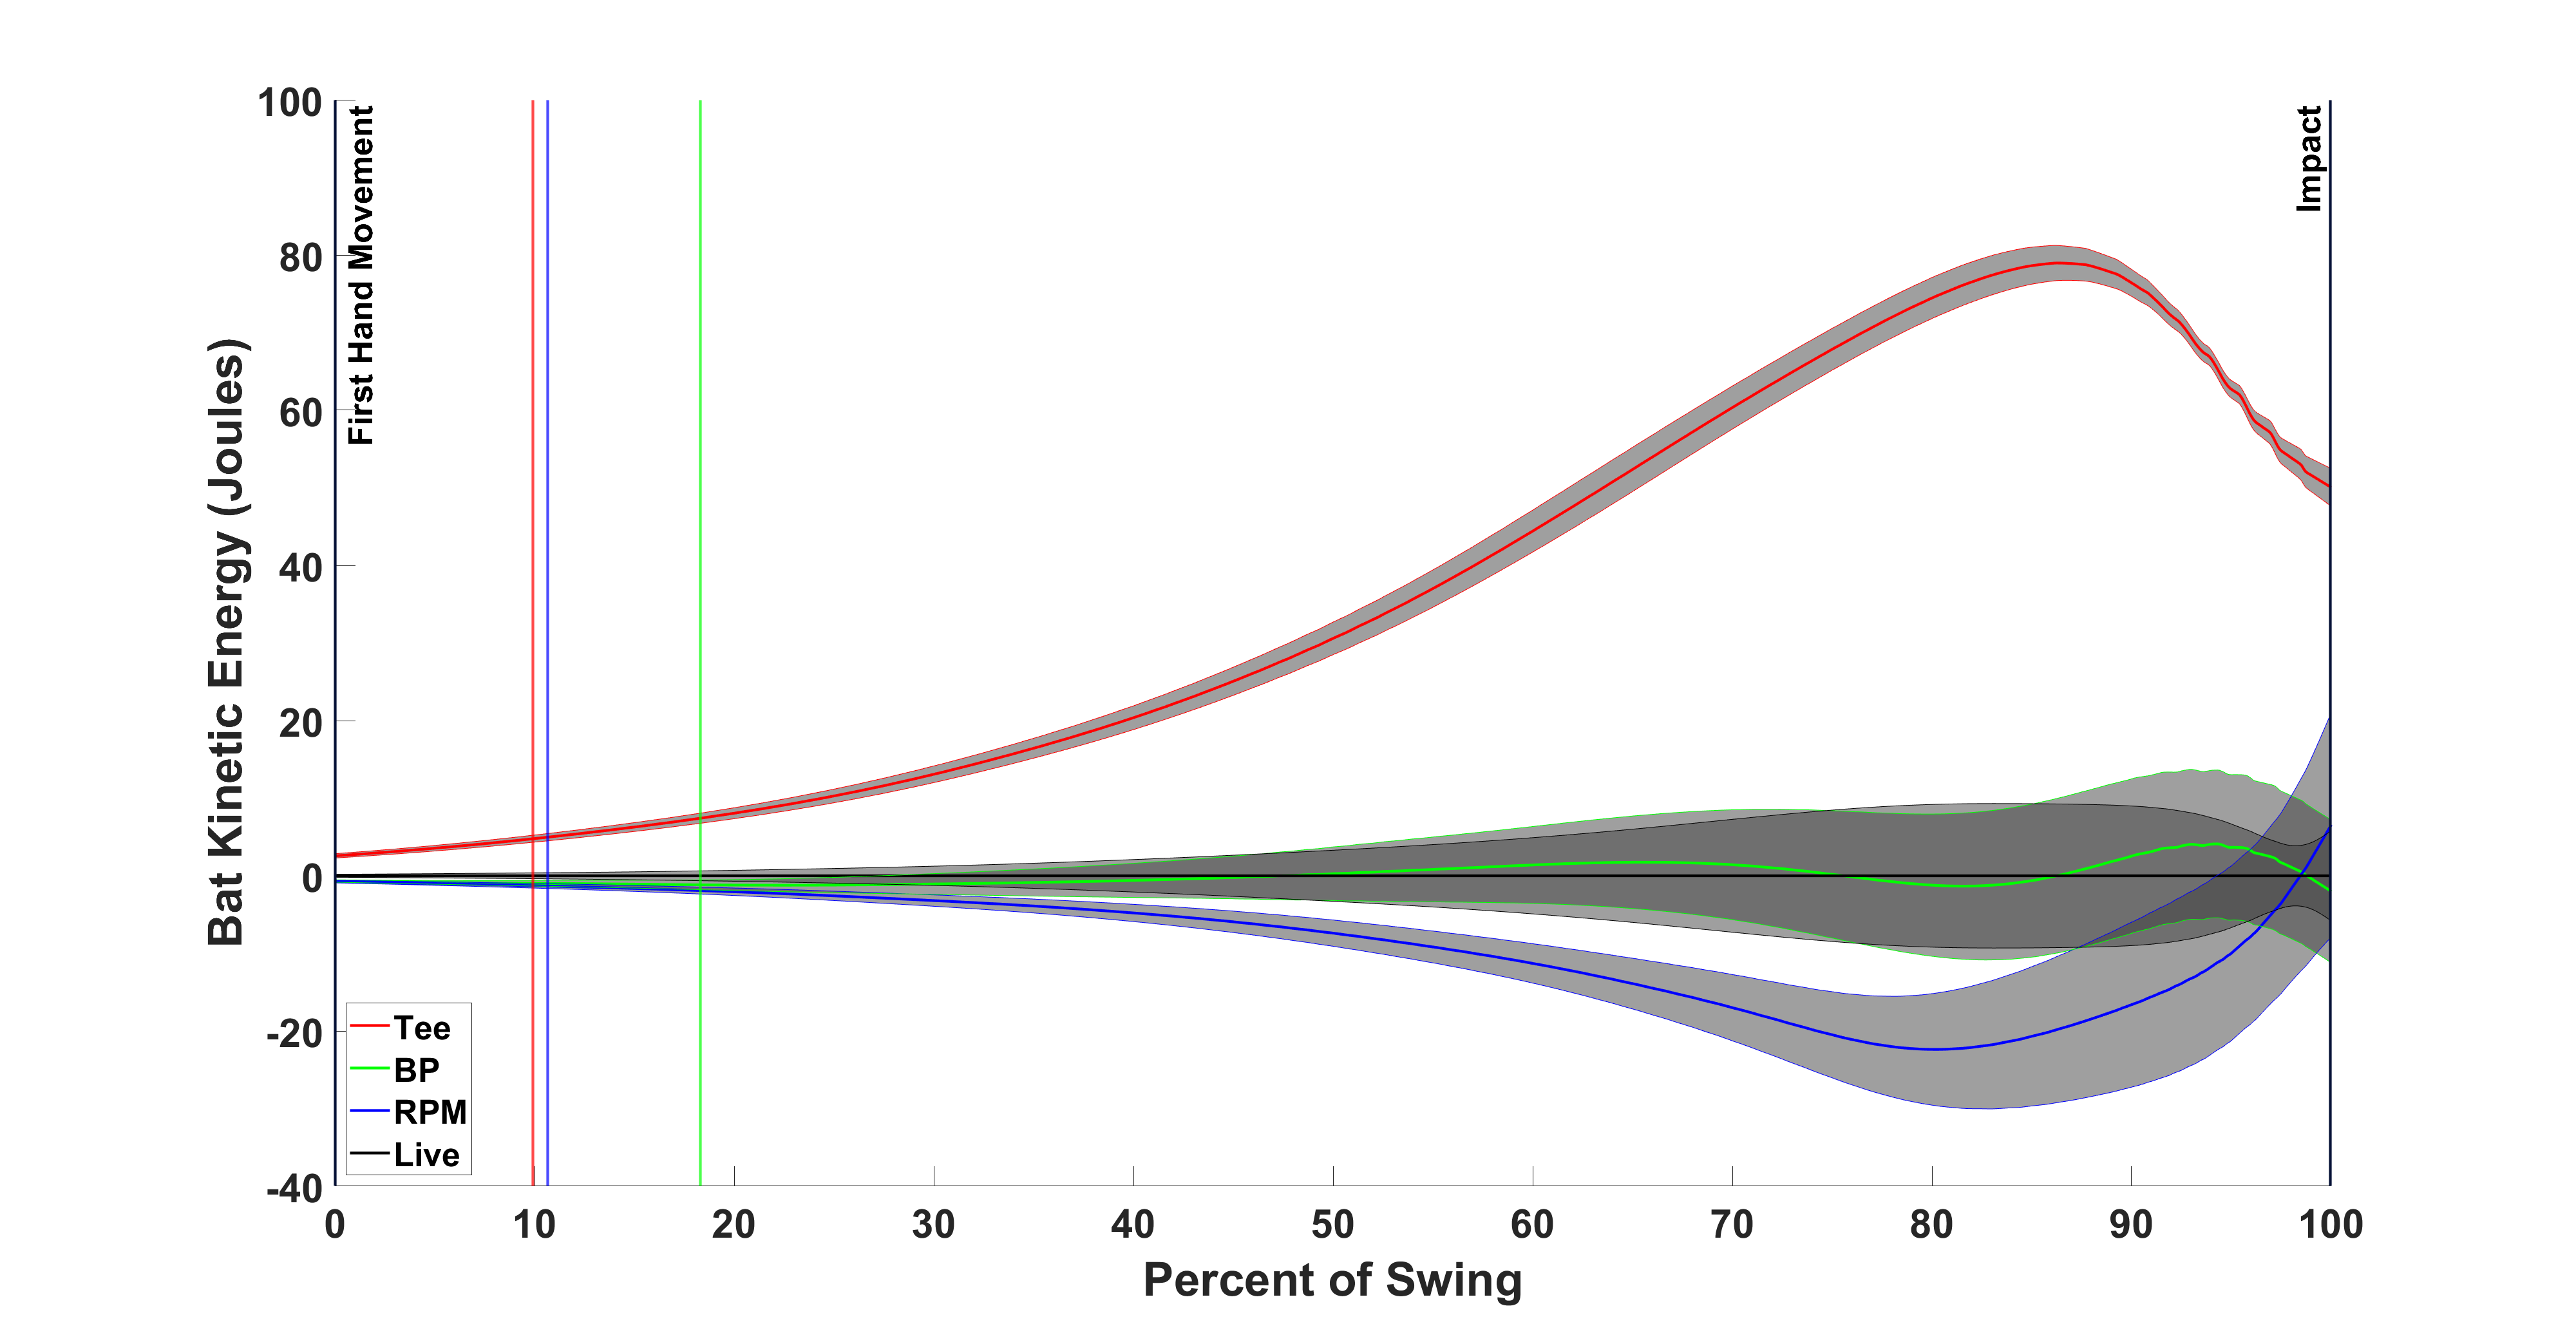 100
80
60
40
20
0
-20
-40
Bat Kinetic Energy (Joules)
First Hand Movement
Impact
Tee
BP
RPM
Live
0 10 20 30 40 50 60 70 80 90 100
Percent of Swing